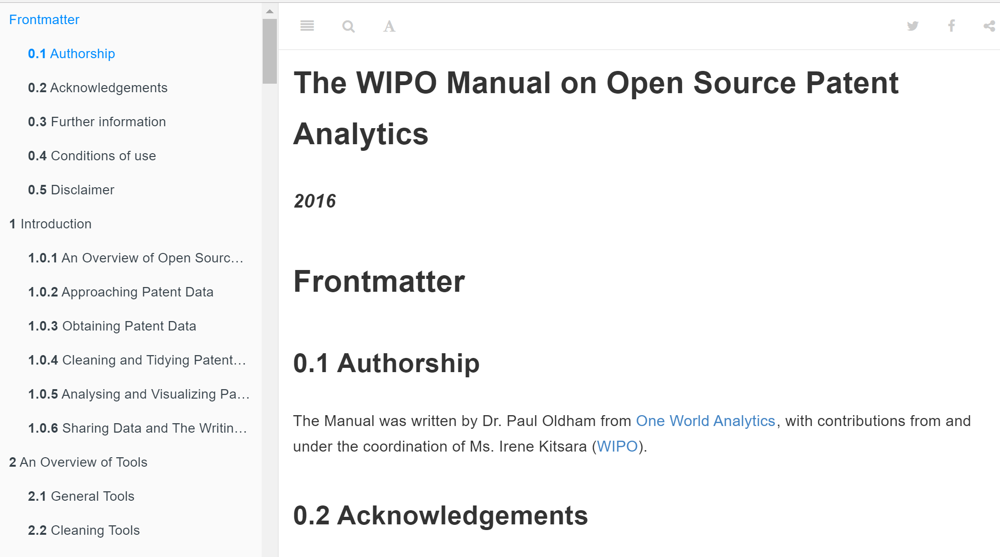 Frontmatter
0.1 Authorship
0.2 Acknowledgements
0.3 Further information
0.4 Conditions of use
0.5 Disclaimer
1 Introduction
1.0.1 An Overview of Open Sourc…
1.0.2 Approaching Patent Data
1.0.3 Obtaining Patent Data
1.0.4 Cleaning and Tidying Patent…
1.0.5 Analysing and Visualizing Pa…
1.0.6 Sharing Data and The Writin…
2 An Overview of Tools
2.1 General Tools
2.2 Cleaning Tools
A
The WIPO Manual on Open Source Patent
Analytics
2016
Frontmatter
0.1 Authorship
The Manual was written by Dr. Paul Oldham from One World Analytics, with contributions from and
under the coordination of Ms. Irene Kitsara (WIPO).
0.2 Acknowledgements